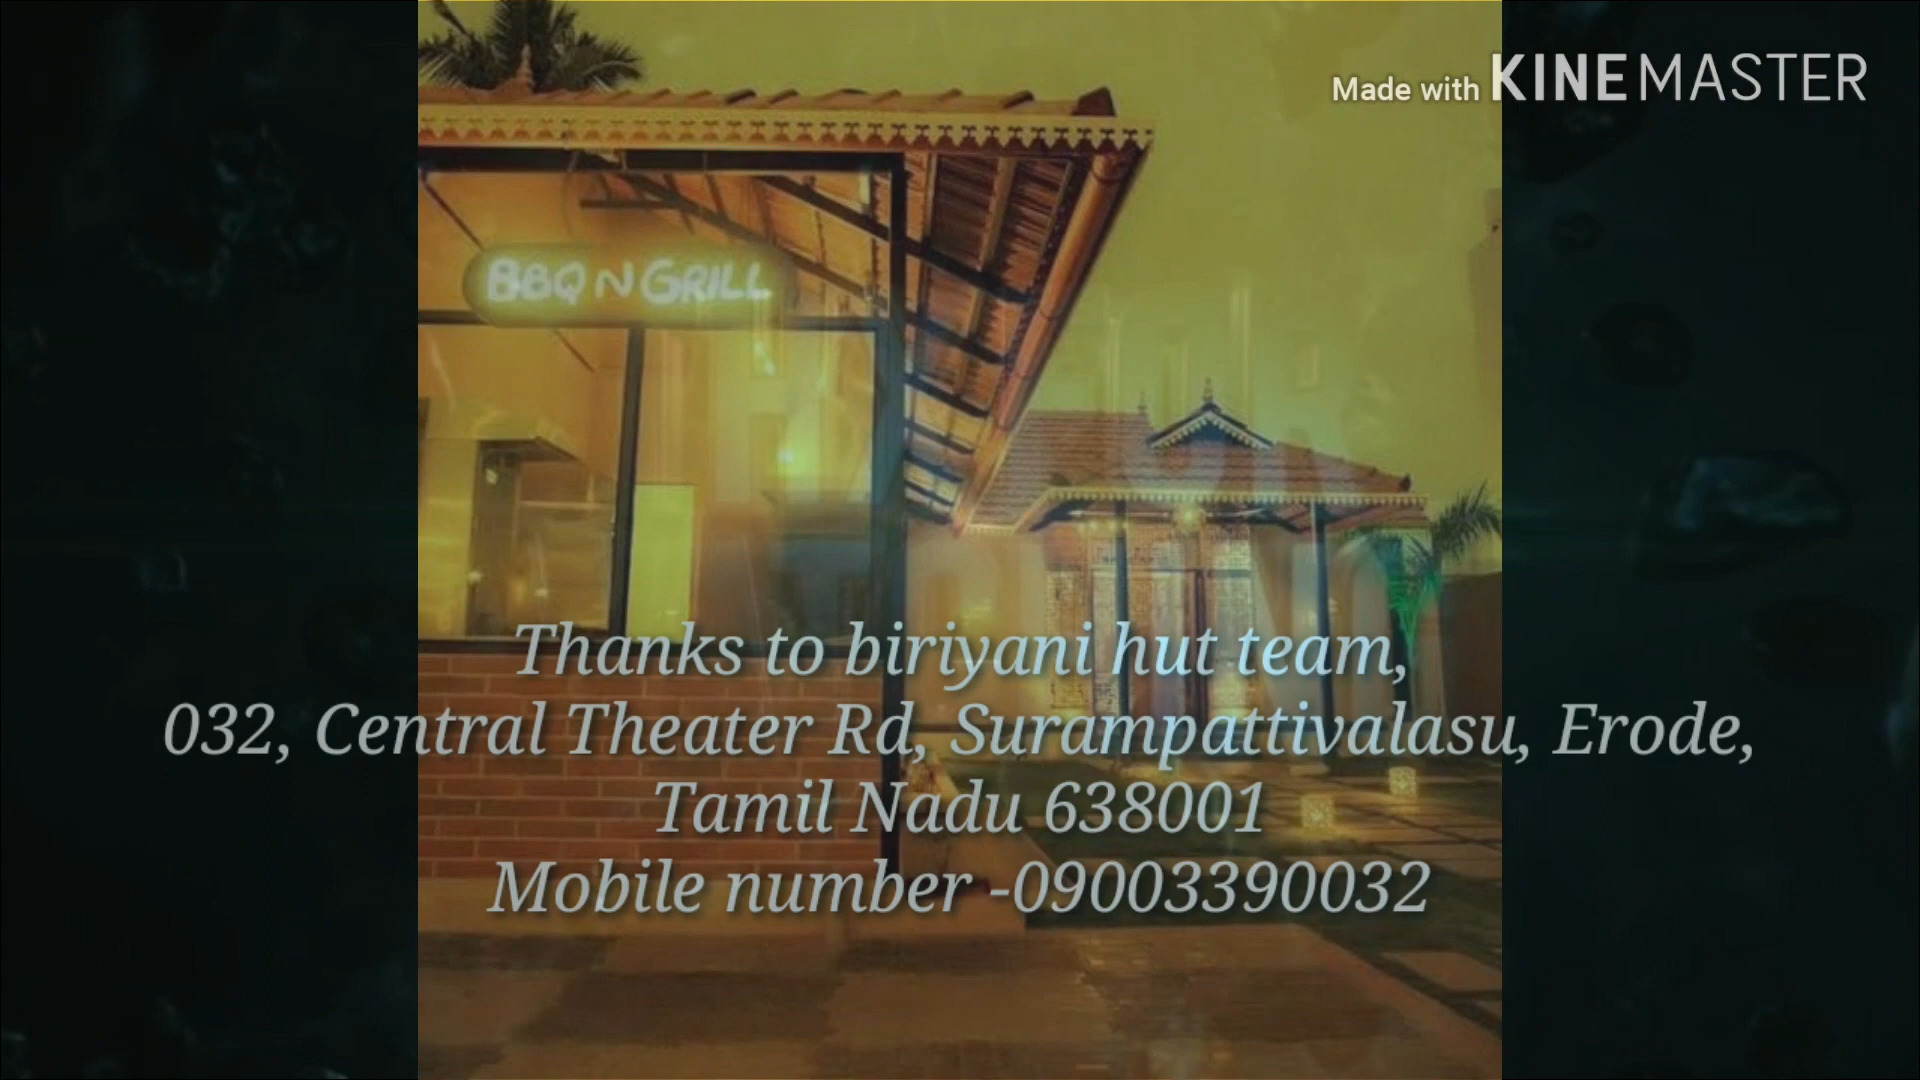 Made with KINEMASTER
BBQ N GRILL
Thanks to biriyani hut team,
032, Central Theater Rd, Surampattivalasu, Erode,
Tamil Nadu 638001
Mobile number -09003390032